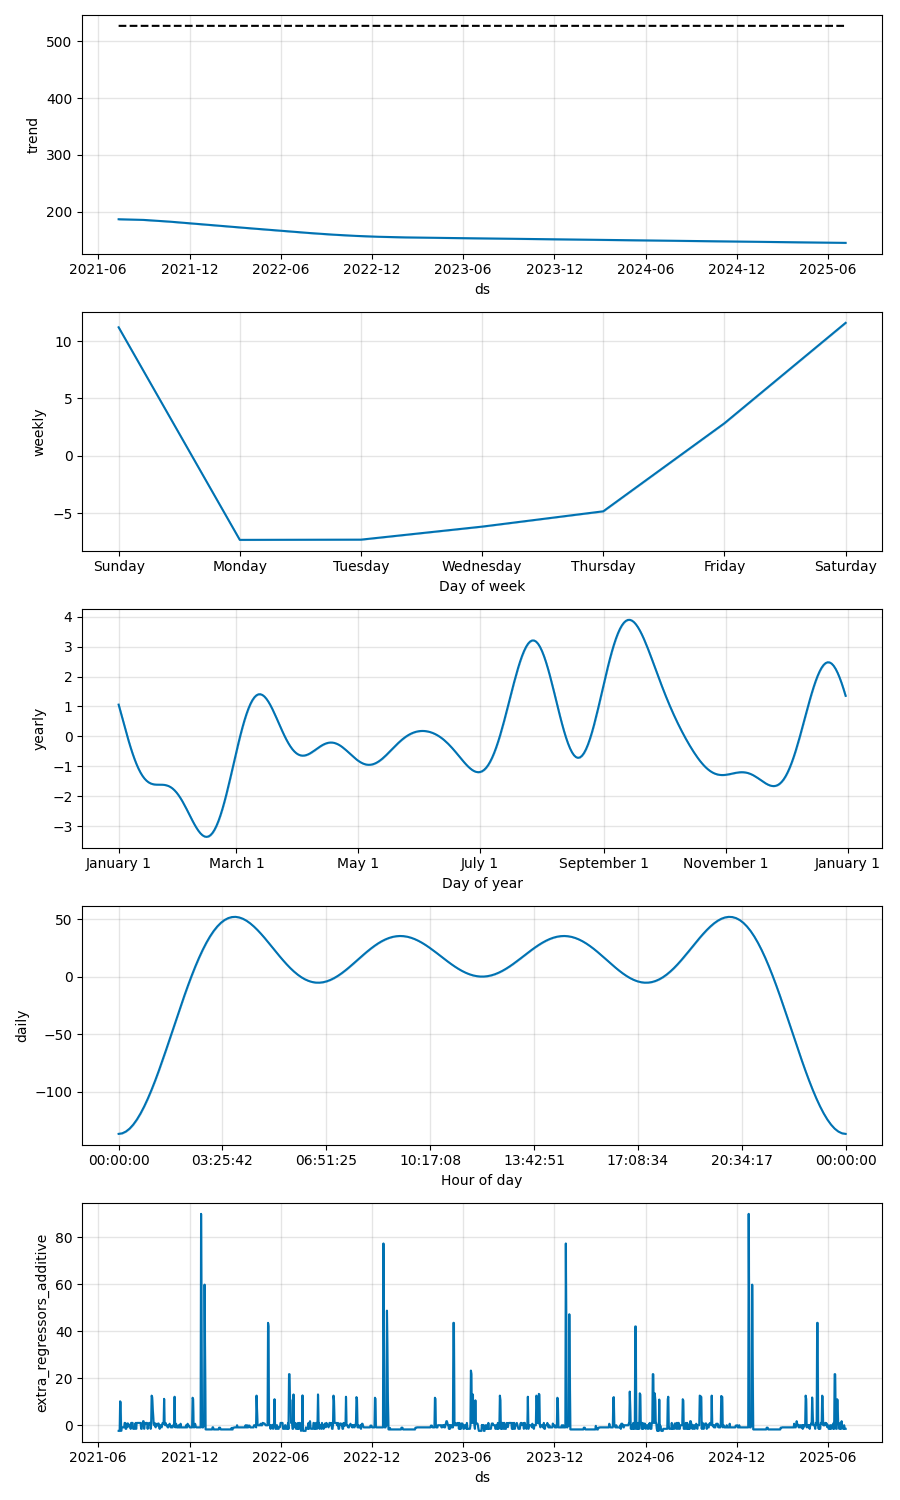 500
400
300
200
trend
2021-06 2021-12 2022-06 2022-12 2023-06 2023-12 2024-06 2024-12 2025-06
ds
10
5
0
−5
weekly
Sunday Monday Tuesday Wednesday Thursday Friday Saturday
Day of week
4
3
2
1
0
−1
−2
−3
yearly
January 1 March 1 May 1 July 1 September 1 November 1 January 1
Day of year
50
0
−50
−100
daily
00:00:00 03:25:42 06:51:25 10:17:08 13:42:51 17:08:34 20:34:17 00:00:00
Hour of day
80
60
40
20
0
extra_regressors_additive
2021-06 2021-12 2022-06 2022-12 2023-06 2023-12 2024-06 2024-12 2025-06
ds